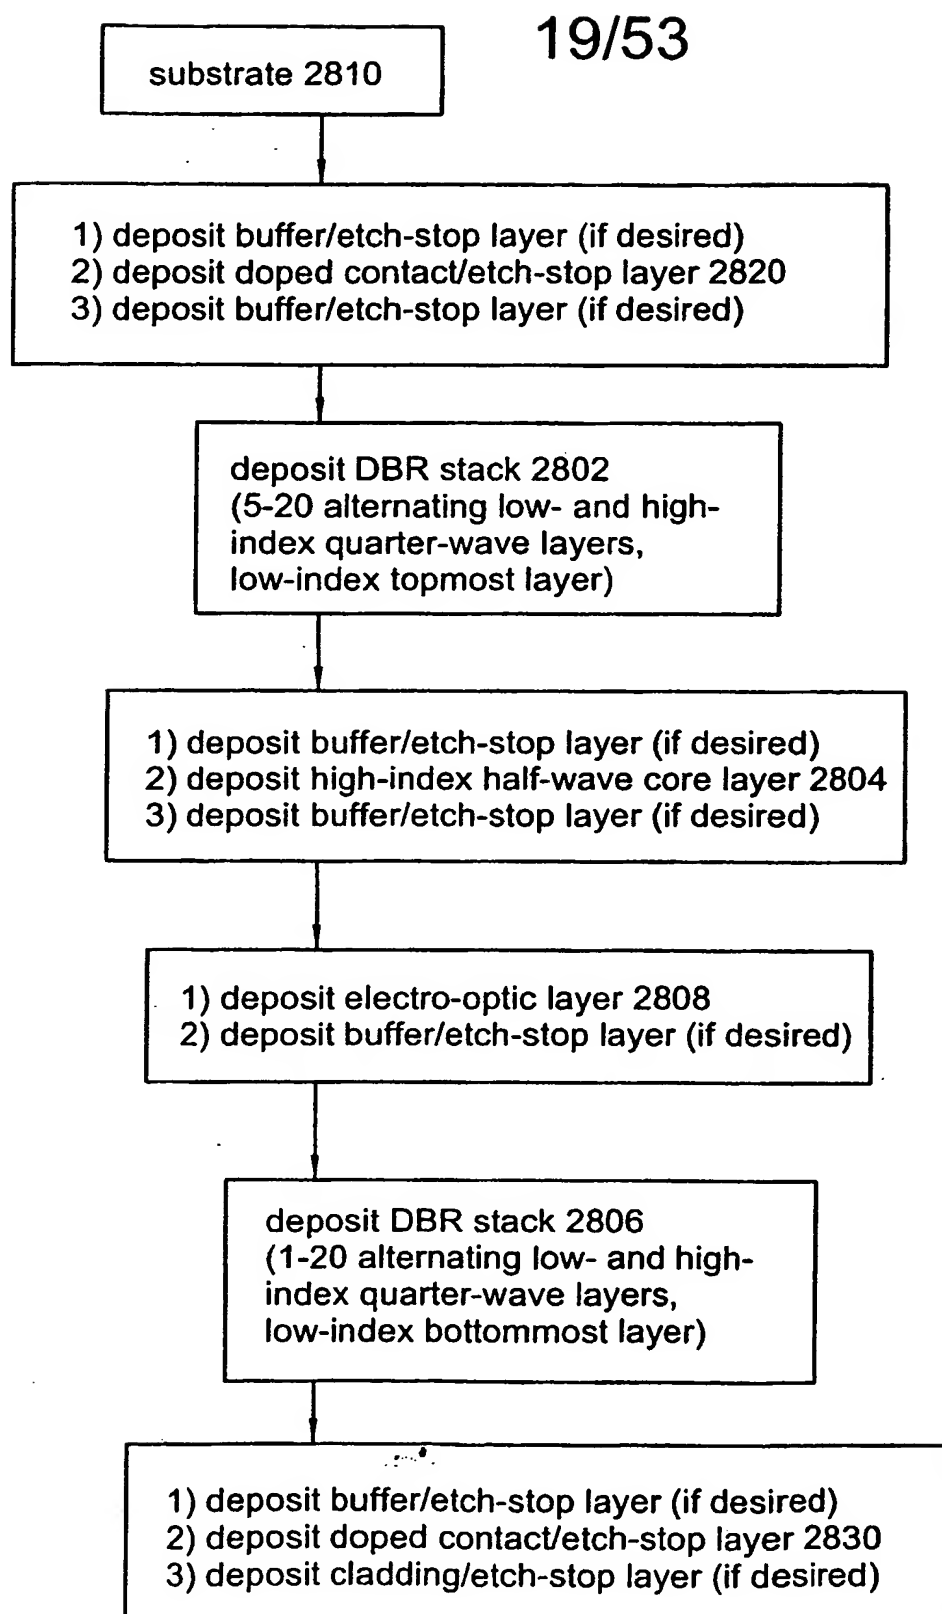 19/53
substrate 2810
1) deposit buffer/etch-stop layer (if desired)
2) deposit doped contact/etch-stop layer 2820
3) deposit buffer/etch-stop layer (if desired)
deposit DBR stack 2802
(5-20 alternating low- and high-
index quarter-wave layers,
low-index topmost layer)
1) deposit buffer/etch-stop layer (if desired)
2) deposit high-index half-wave core layer 2804
3) deposit buffer/etch-stop layer (if desired)
1) deposit electro-optic layer 2808
2) deposit buffer/etch-stop layer (if desired)
deposit DBR stack 2806
(1-20 alternating low- and high-
index quarter-wave layers,
low-index bottommost layer)
1) deposit buffer/etch-stop layer (if desired)
2) deposit doped contact/etch-stop layer 2830
3) deposit cladding/etch-stop layer (if desired)